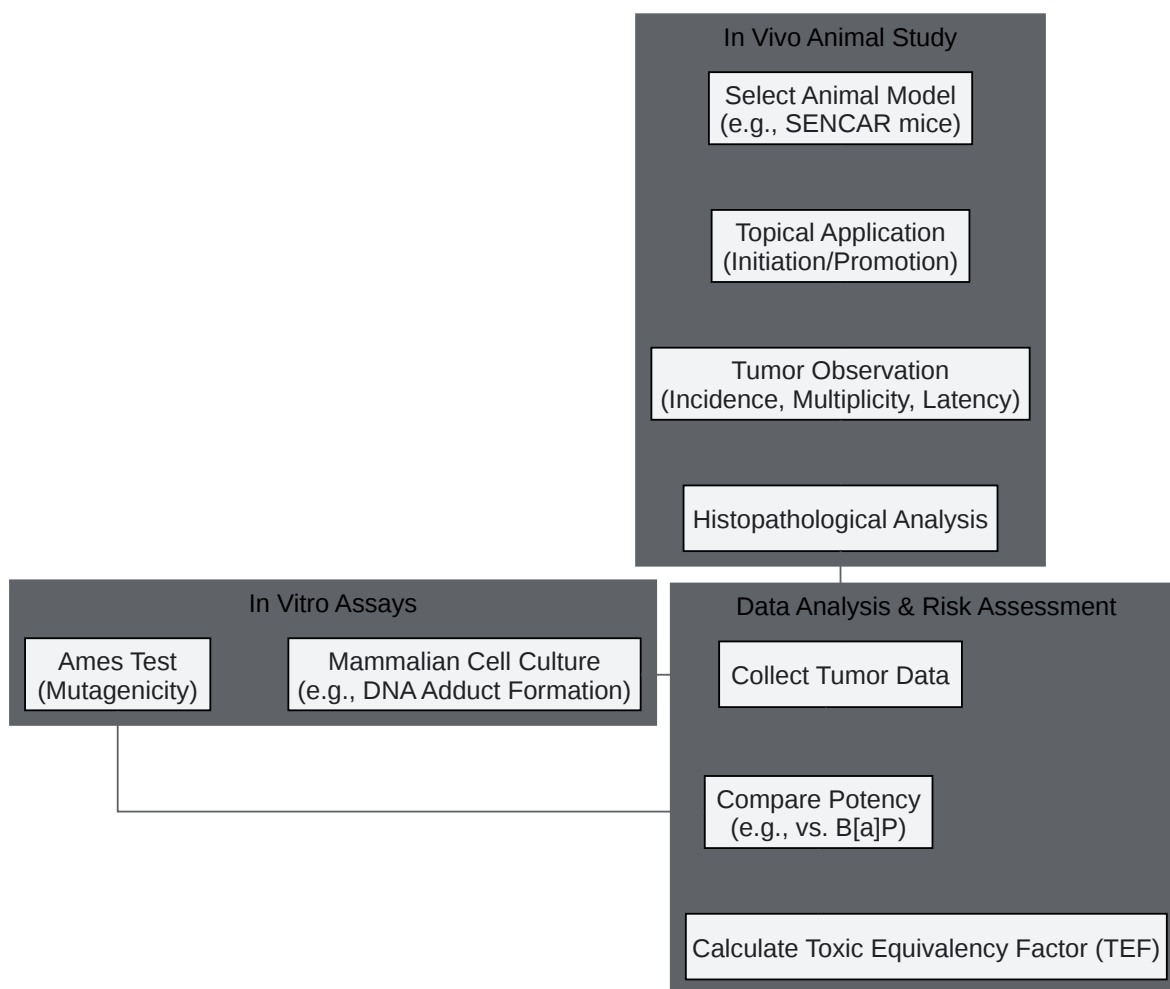 In Vivo Animal Study
Select Animal Model
(e.g., SENCAR mice)
Topical Application
(Initiation/Promotion)
Tumor Observation
(Incidence, Multiplicity, Latency)
Histopathological Analysis
In Vitro Assays
Ames Test
(Mutagenicity)
Mammalian Cell Culture
(e.g., DNA Adduct Formation)
Data Analysis & Risk Assessment
Collect Tumor Data
Compare Potency
(e.g., vs. B[a]P)
Calculate Toxic Equivalency Factor (TEF)